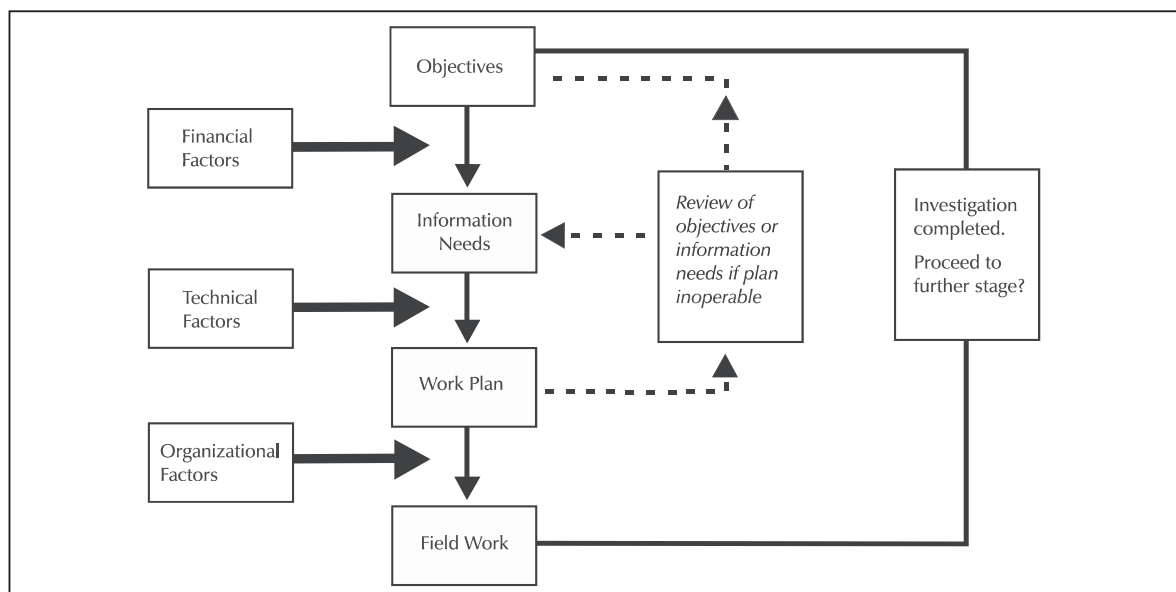 Objectives
Financial
Factors
Information
Needs
Review of
objectives or
information
needs if plan
inoperable
Investigation
completed.
Proceed to
further stage?
Technical
Factors
Work Plan
Organizational
Factors
Field Work